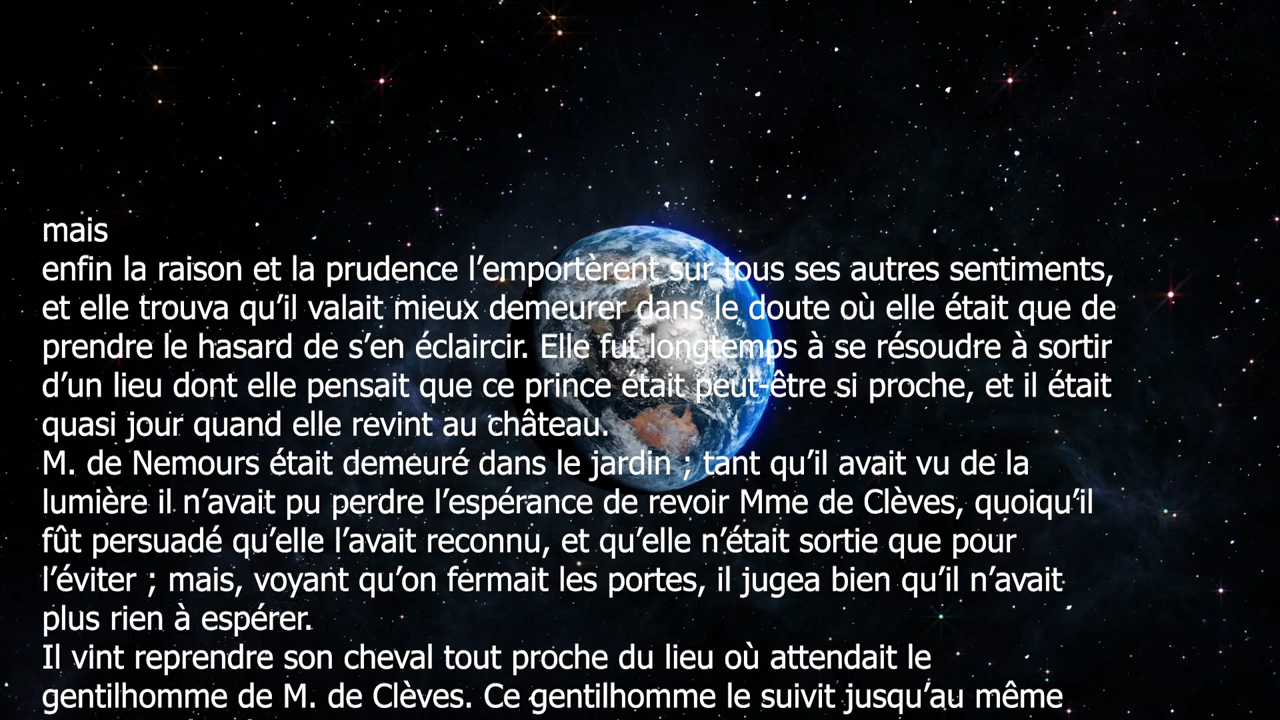 mais
enfin la raison et la prudence l’emportèrent sur tous ses autres sentiments,
et elle trouva qu’il valait mieux demeurer dans le doute où elle était que de
prendre le hasard de s’en éclaircir. Elle fut longtemps à se résoudre à sortir
d’un lieu dont elle pensait que ce prince était peut-être si proche, et il était
quasi jour quand elle revint au château.
M. de Nemours était demeuré dans le jardin ; tant qu’il avait vu de la
lumière il n’avait pu perdre l’espérance de revoir Mme de Clèves, quoiqu’il
fût persuadé qu’elle l’avait reconnu, et qu’elle n’était sortie que pour
l’éviter ; mais, voyant qu’on fermait les portes, il jugea bien qu’il n’avait
plus rien à espérer.
Il vint reprendre son cheval tout proche du lieu où attendait le
gentilhomme de M. de Clèves. Ce gentilhomme le suivit jusqu’au même